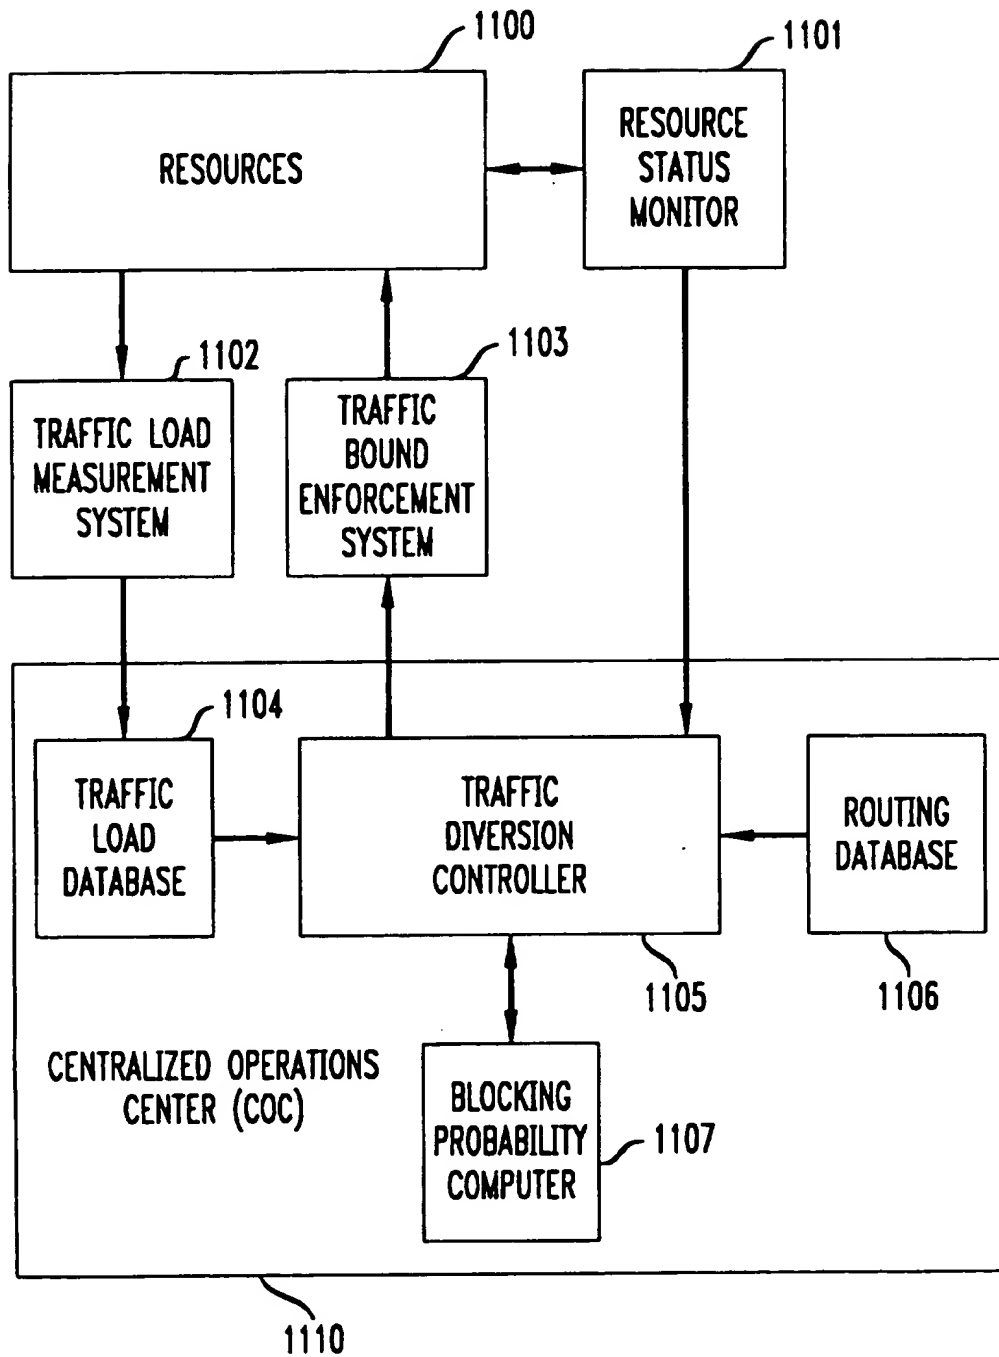 1100
1101
RESOURCES
RESOURCE
STATUS
MONITOR
1102
1103
TRAFFIC LOAD
MEASUREMENT
SYSTEM
TRAFFIC
BOUND
ENFORCEMENT
SYSTEM
1104
TRAFFIC
LOAD
DATABASE
TRAFFIC
DIVERSION
CONTROLLER
ROUTING
DATABASE
1105
1106
CENTRALIZED OPERATIONS
CENTER (COC)
BLOCKING
PROBABILITY
COMPUTER
1107
1110